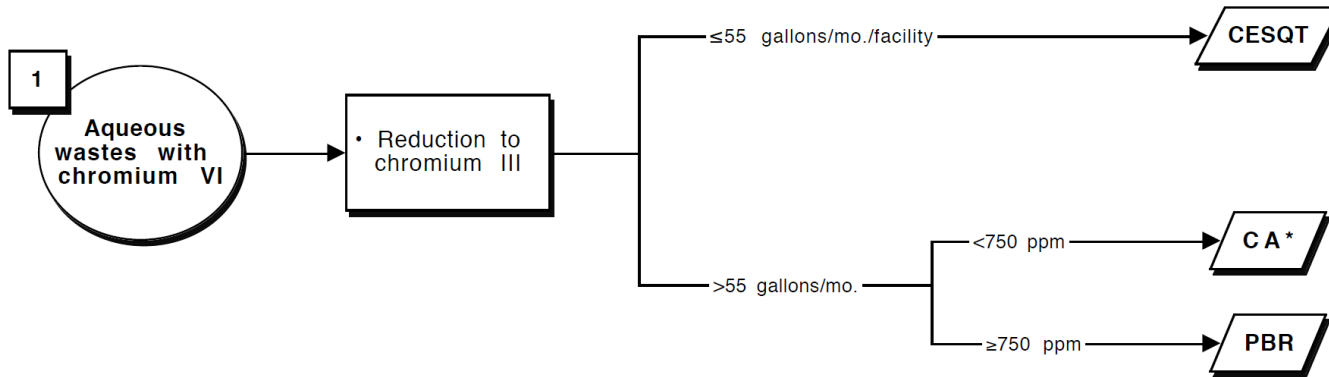 1
Aqueous
wastes with
chromium VI
• Reduction to
chromium III
≤55 gallons/mo./facility
CESQT
>55 gallons/mo.
<750 ppm
CA*
≥750 ppm
PBR